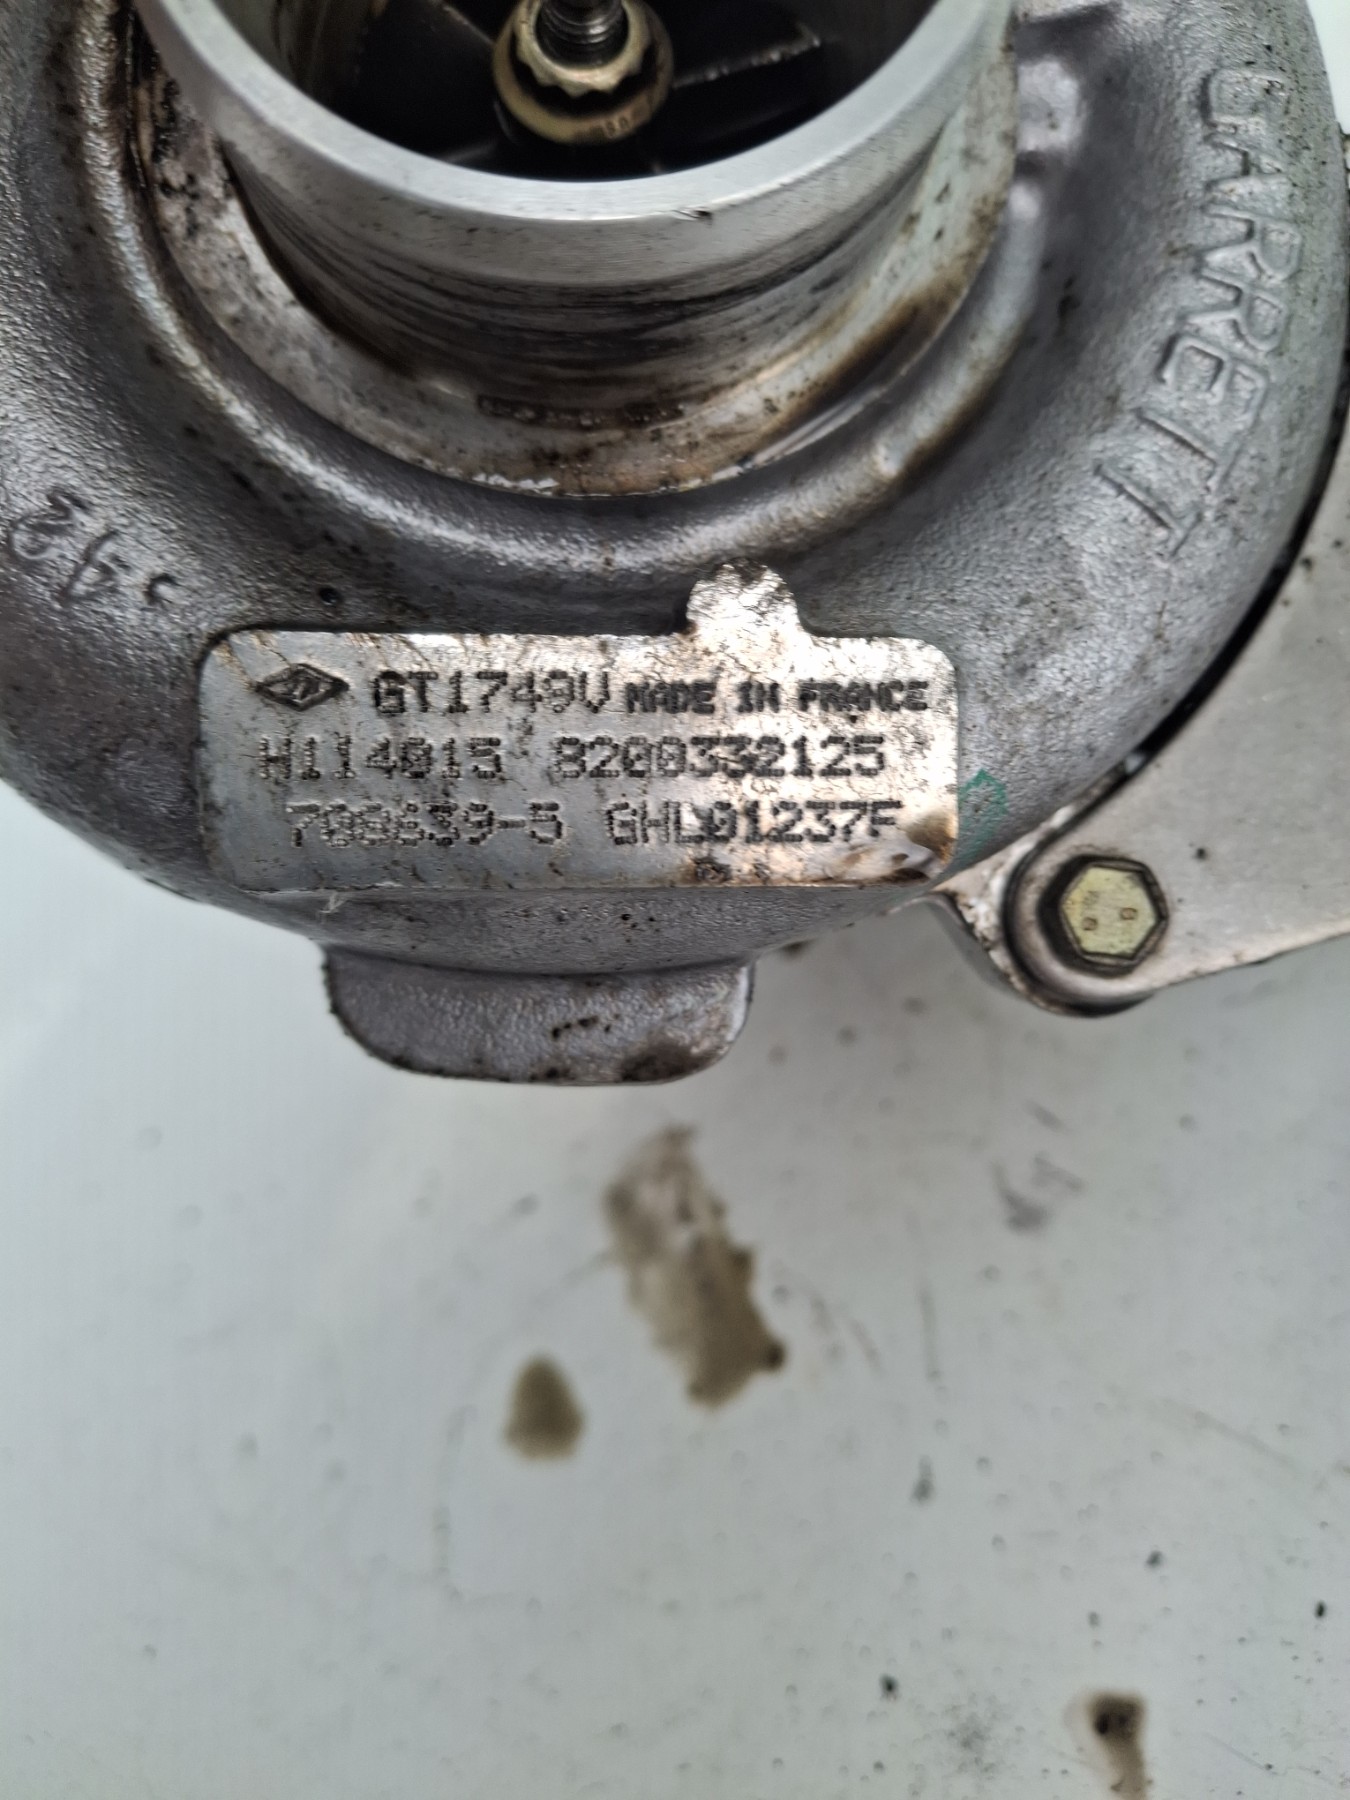 GARRETT
GT1749V MADE IN FRANCE
H114015 8200332125
708639-5 GHL01237F